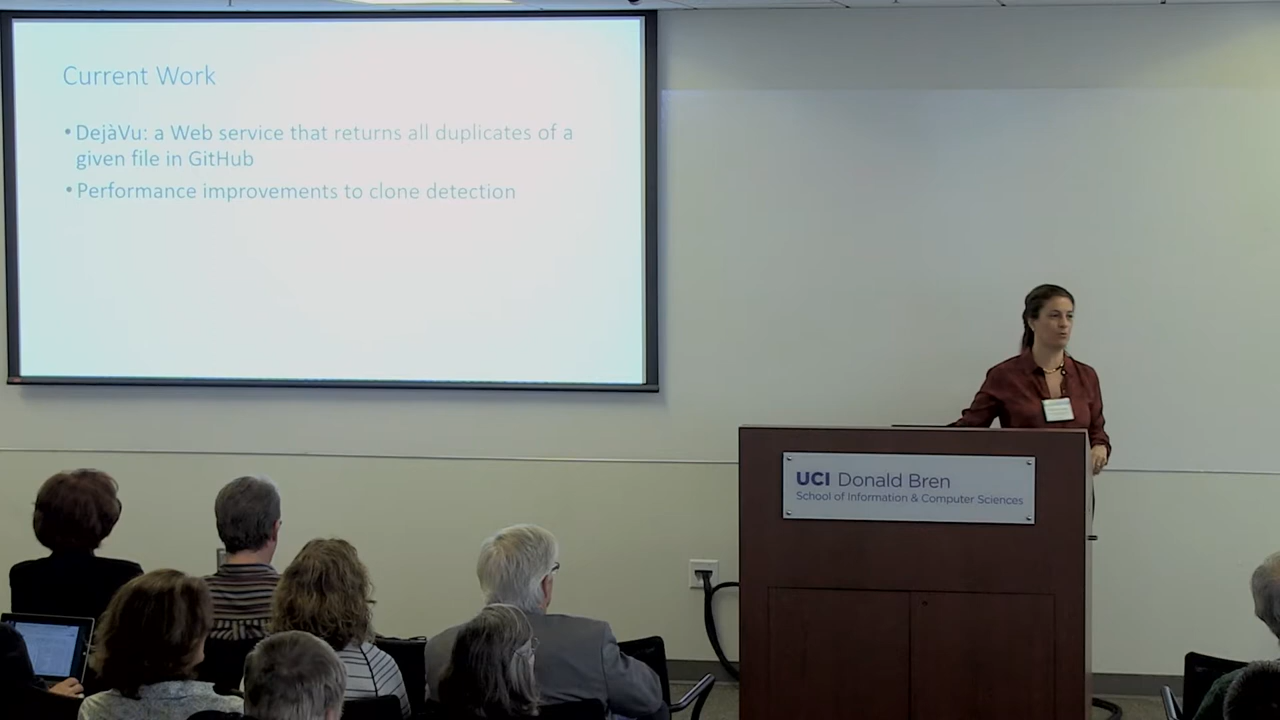 Current Work
•DejàVu: a Web service that returns all duplicates of a
given file in GitHub
•Performance improvements to clone detection
UCI Donald Bren
School of Information & Computer Sciences